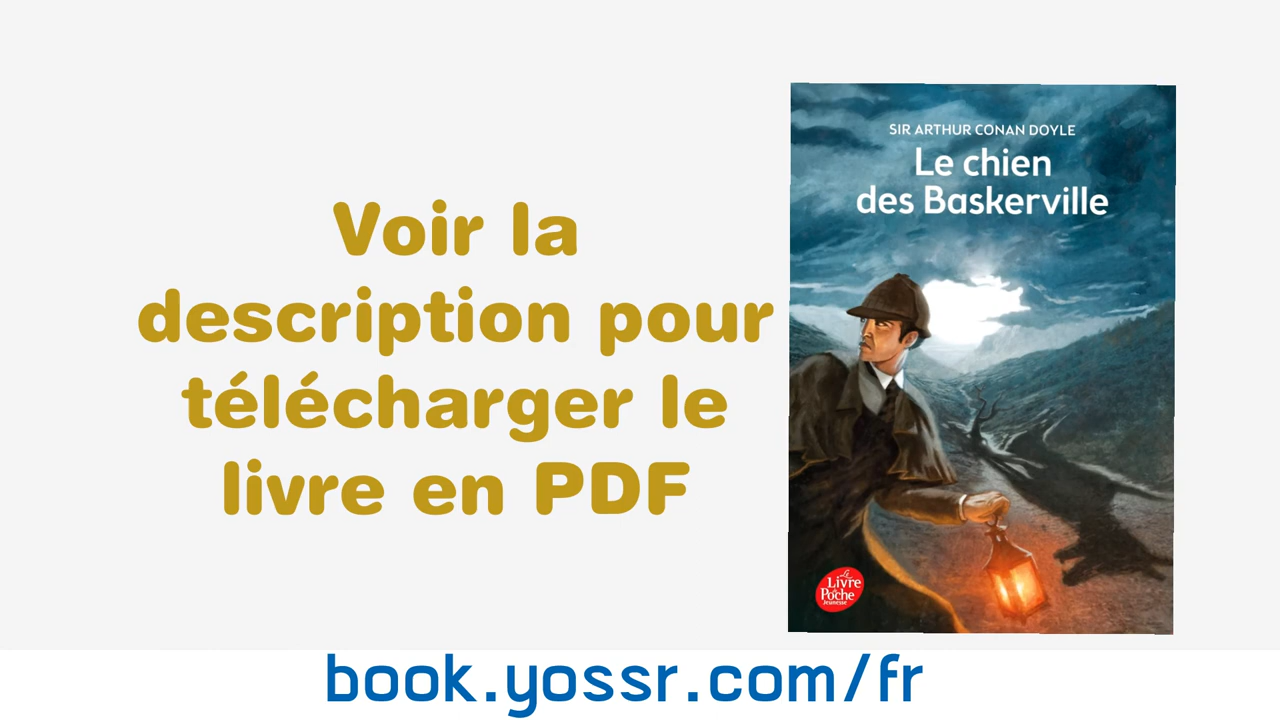 Voir la
description pour
télécharger le
livre en PDF
SIR ARTHUR CONAN DOYLE
Le chien
des Baskerville
Le
Livre
de
Poche
Jeunesse
book.yossr.com/fr